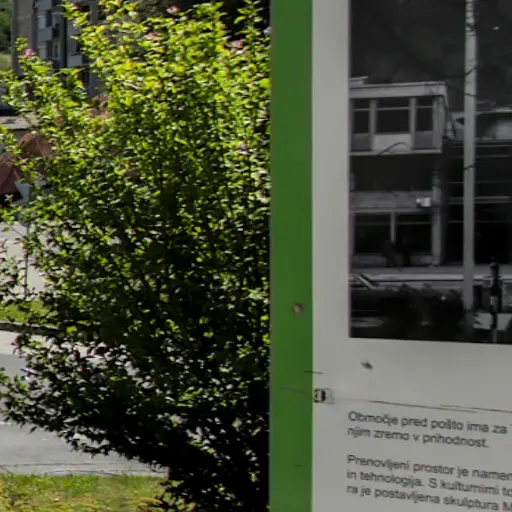 Območje pred pošto ima za
njim zremo v prihodnost.
Prenovljeni prostor je namen
in tehnologija. S kulturnimi to
ra je postavljena skulptura M